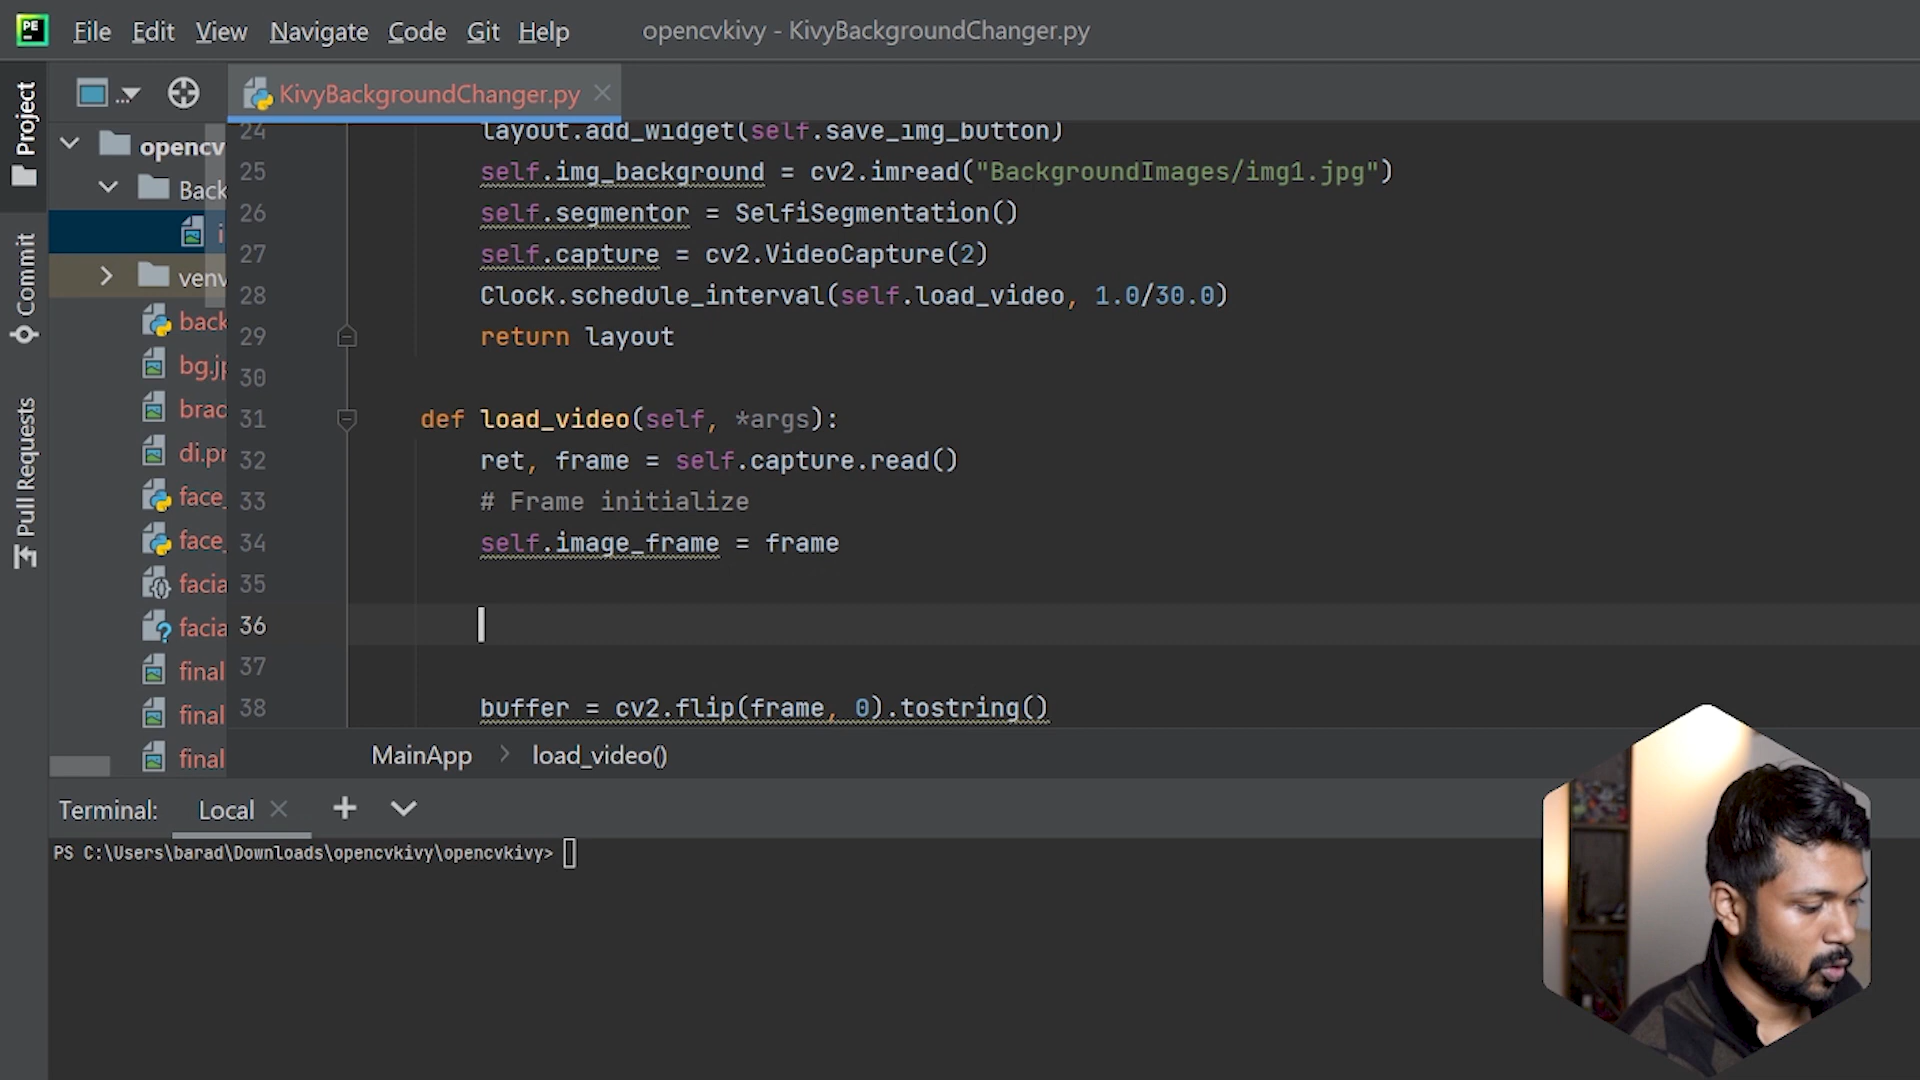 PE File Edit View Navigate Code Git Help opencvkivy - KivyBackgroundChanger.py
Project
Commit
Pull Requests
...
KivyBackgroundChanger.py
opencv
Back
i
venv
back
bg.jp
brac
di.pr
face_
face_
facia
facia
final
final
final
24 layout.add_widget(self.save_img_button)
25 self.img_background = cv2.imread("BackgroundImages/img1.jpg")
26 self.segmentor = SelfiSegmentation()
27 self.capture = cv2.VideoCapture(2)
28 Clock.schedule_interval(self.load_video, 1.0/30.0)
29 return layout
30
31 def load_video(self, *args):
32 ret, frame = self.capture.read()
33 # Frame initialize
34 self.image_frame = frame
35
36
37
38 buffer = cv2.flip(frame, 0).tostring()
MainApp > load_video()
Terminal: Local × + 
PS C:\Users\barad\Downloads\opencvkivy\opencvkivy>